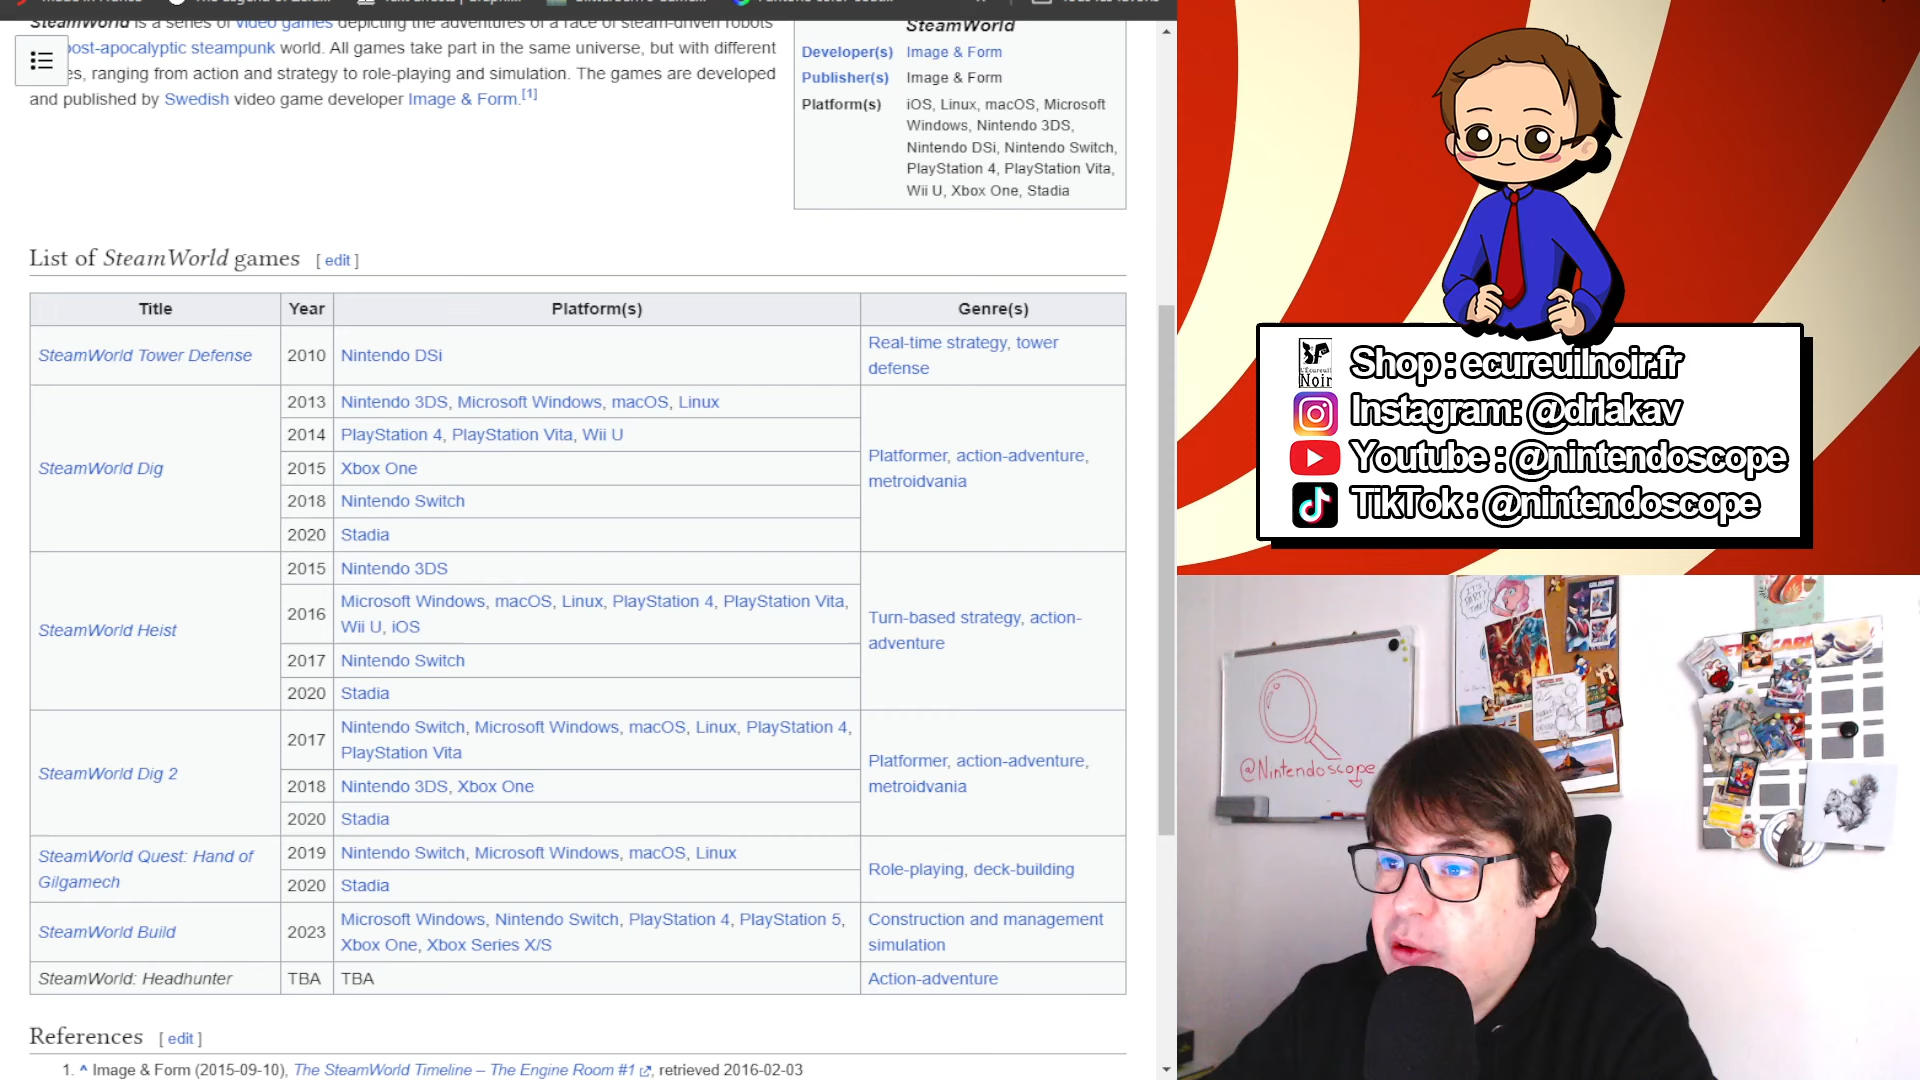 SteamWorld is a series of video games depicting the adventures of a race of steam-driven robots
post-apocalyptic steampunk world. All games take part in the same universe, but with different
es, ranging from action and strategy to role-playing and simulation. The games are developed
and published by Swedish video game developer Image & Form.[1]
SteamWorld
Developer(s) Image & Form
Publisher(s) Image & Form
Platform(s) iOS, Linux, macOS, Microsoft
Windows, Nintendo 3DS,
Nintendo DSi, Nintendo Switch,
PlayStation 4, PlayStation Vita,
Wii U, Xbox One, Stadia
List of SteamWorld games [ edit ]
Title Year Platform(s) Genre(s)
SteamWorld Tower Defense 2010 Nintendo DSi Real-time strategy, tower
defense
SteamWorld Dig
2013 Nintendo 3DS, Microsoft Windows, macOS, Linux
2014 PlayStation 4, PlayStation Vita, Wii U
2015 Xbox One
2018 Nintendo Switch
2020 Stadia
Platformer, action-adventure,
metroidvania
SteamWorld Heist
2015 Nintendo 3DS
2016 Microsoft Windows, macOS, Linux, PlayStation 4, PlayStation Vita,
Wii U, iOS
2017 Nintendo Switch
2020 Stadia
Turn-based strategy, action-
adventure
SteamWorld Dig 2
2017 Nintendo Switch, Microsoft Windows, macOS, Linux, PlayStation 4,
PlayStation Vita
2018 Nintendo 3DS, Xbox One
2020 Stadia
Platformer, action-adventure,
metroidvania
SteamWorld Quest: Hand of
Gilgamech
2019 Nintendo Switch, Microsoft Windows, macOS, Linux
2020 Stadia
Role-playing, deck-building
SteamWorld Build 2023 Microsoft Windows, Nintendo Switch, PlayStation 4, PlayStation 5,
Xbox One, Xbox Series X/S
Construction and management
simulation
SteamWorld: Headhunter TBA TBA Action-adventure
References [ edit ]
1. ^ Image & Form (2015-09-10), The SteamWorld Timeline – The Engine Room #1, retrieved 2016-02-03
L'Écureuil
Noir
Shop : ecureuilnoir.fr
Instagram: @drlakav
Youtube : @nintendoscope
TikTok : @nintendoscope
@Nintendoscope